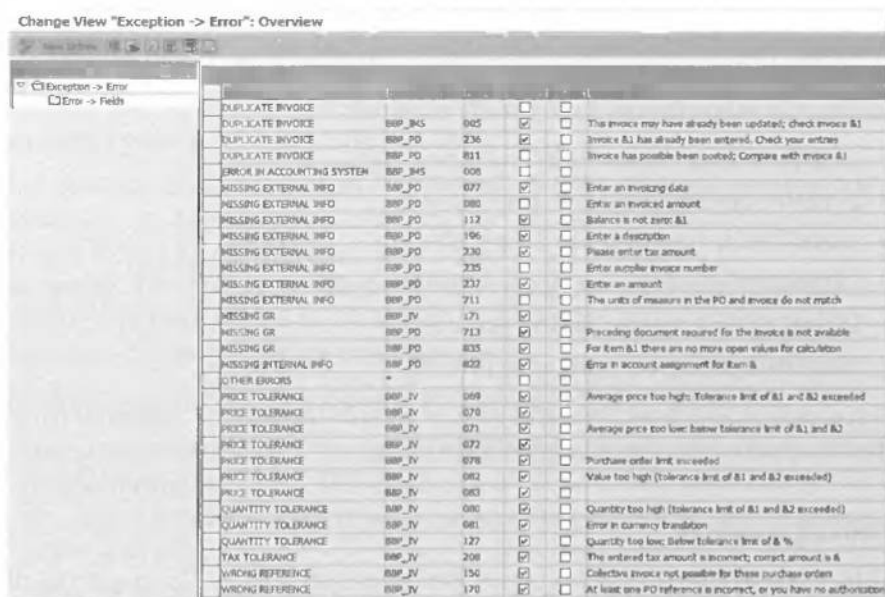 Change View "Exception -> Error": Overview
Exception -> Error
Error -> Fields
DUPLICATE INVOICE
DUPLICATE INVOICE BBP_IMS 005 This invoice may have already been updated; check invoice &1
DUPLICATE INVOICE BBP_PO 236 Invoice &1 has already been entered. Check your entries
DUPLICATE INVOICE BBP_PO 811 Invoice has possible been posted; Compare with invoice &1
ERROR IN ACCOUNTING SYSTEM BBP_IMS 008
MISSING EXTERNAL INFO BBP_PO 077 Enter an invoicing date
MISSING EXTERNAL INFO BBP_PO 080 Enter an invoiced amount
MISSING EXTERNAL INFO BBP_PO 112 Balance is not zero: &1
MISSING EXTERNAL INFO BBP_PO 196 Enter a description
MISSING EXTERNAL INFO BBP_PO 230 Please enter tax amount
MISSING EXTERNAL INFO BBP_PO 235 Enter supplier invoice number
MISSING EXTERNAL INFO BBP_PO 237 Enter an amount
MISSING EXTERNAL INFO BBP_PO 711 The units of measure in the PO and invoice do not match
MISSING GR BBP_IV 171
MISSING GR BBP_PO 713 Preceding document required for the invoice is not available
MISSING GR BBP_PO 835 For item &1 there are no more open values for calculation
MISSING INTERNAL INFO BBP_PO 822 Error in account assignment for item &
OTHER ERRORS *
PRICE TOLERANCE BBP_IV 069 Average price too high: Tolerance limit of &1 and &2 exceeded
PRICE TOLERANCE BBP_IV 070
PRICE TOLERANCE BBP_IV 071 Average price too low: below tolerance limit of &1 and &2
PRICE TOLERANCE BBP_IV 072
PRICE TOLERANCE BBP_IV 078 Purchase order limit exceeded
PRICE TOLERANCE BBP_IV 082 Value too high (tolerance limit of &1 and &2 exceeded)
PRICE TOLERANCE BBP_IV 083
QUANTITY TOLERANCE BBP_IV 080 Quantity too high (tolerance limit of &1 and &2 exceeded)
QUANTITY TOLERANCE BBP_IV 081 Error in currency translation
QUANTITY TOLERANCE BBP_IV 127 Quantity too low: Below tolerance limit of & %
TAX TOLERANCE BBP_IV 208 The entered tax amount is incorrect; correct amount is &
WRONG REFERENCE BBP_IV 150 Collective invoice not possible for these purchase orders
WRONG REFERENCE BBP_IV 170 At least one PO reference is incorrect, or you have no authorisation